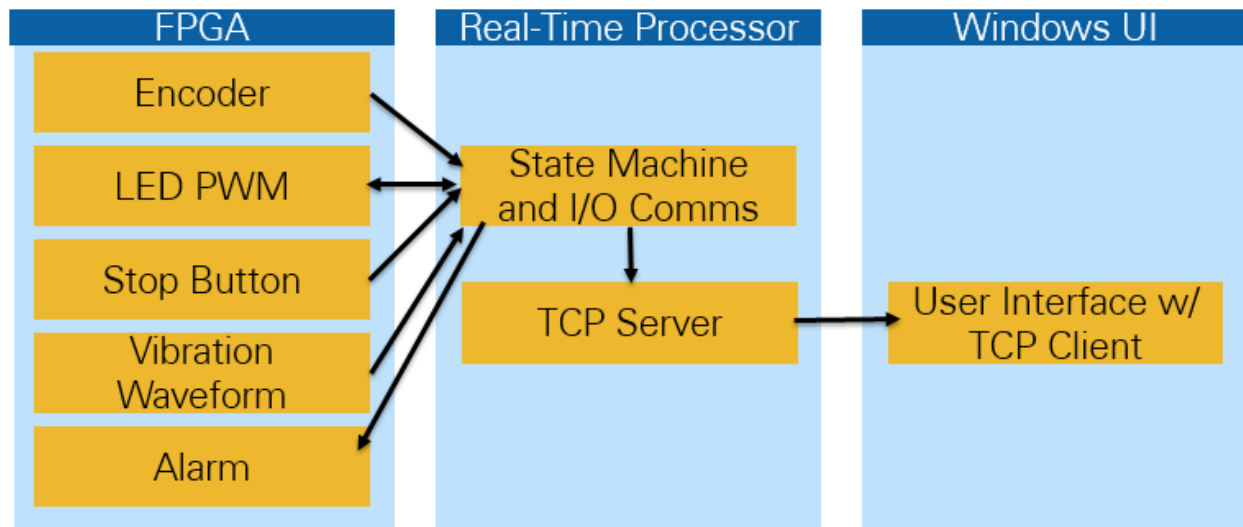 FPGA
Encoder
LED PWM
Stop Button
Vibration
Waveform
Alarm
Real-Time Processor
State Machine
and I/O Comms
TCP Server
Windows UI
User Interface w/
TCP Client